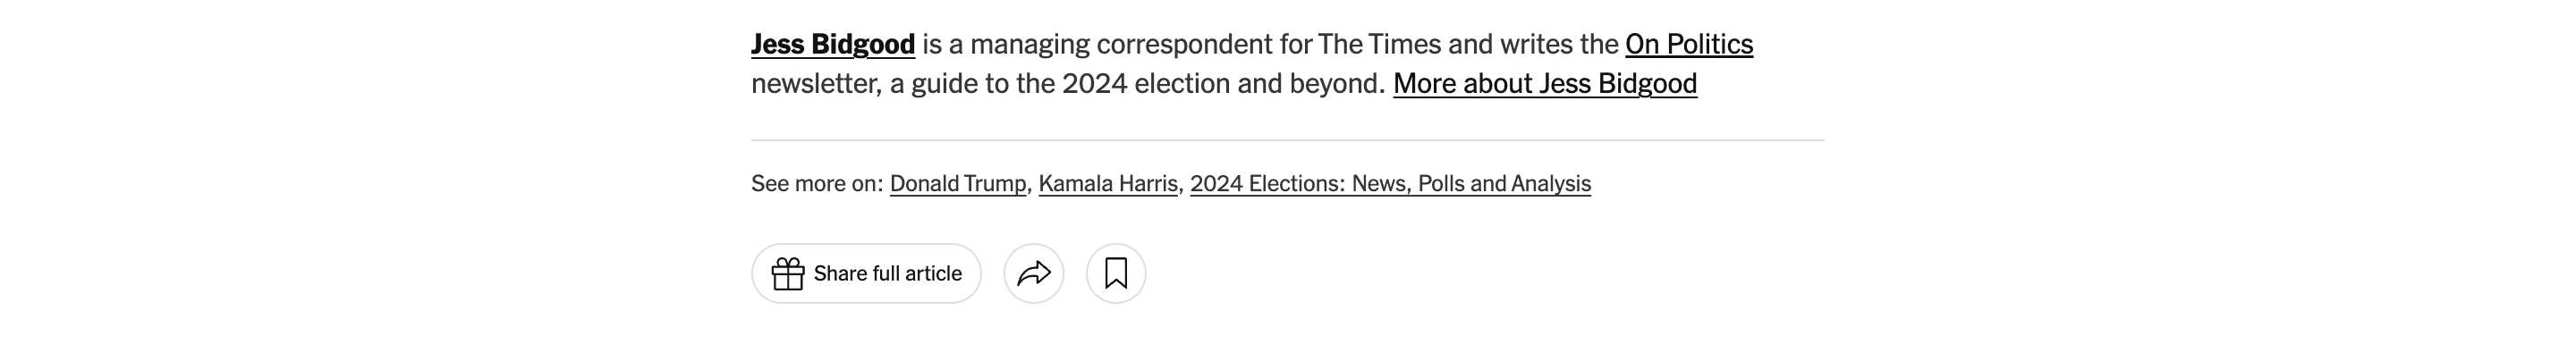 Jess Bidgood is a managing correspondent for The Times and writes the On Politics
newsletter, a guide to the 2024 election and beyond. More about Jess Bidgood
See more on: Donald Trump, Kamala Harris, 2024 Elections: News, Polls and Analysis
Share full article